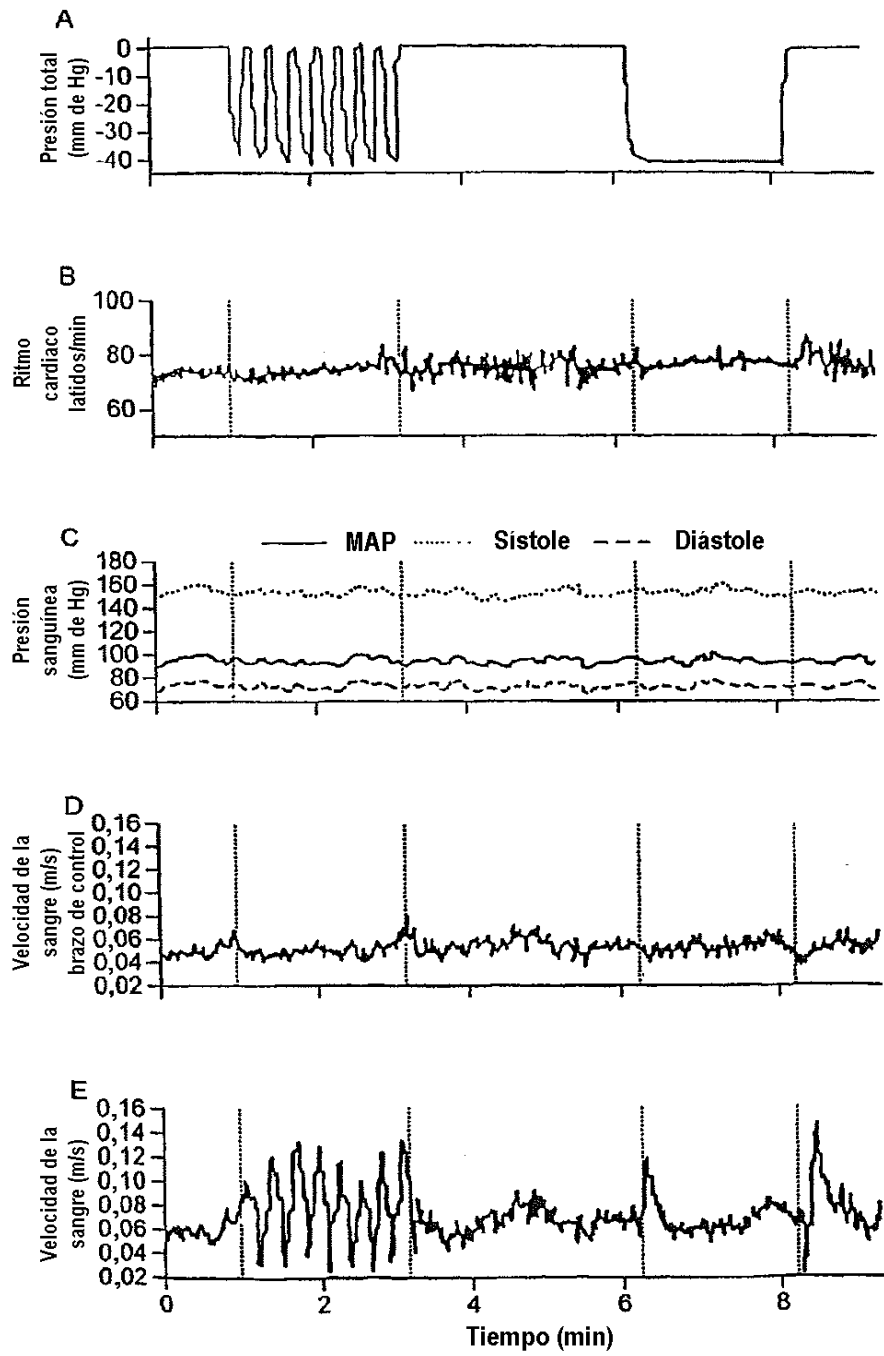 A
Presión total
(mm de Hg)
0
-10
-20
-30
-40
B
Ritmo
cardiaco
latidos/min
100
80
60
C
MAP
Sístole
Diástole
Presión
sanguínea
(mm de Hg)
180
160
140
120
100
80
60
D
Velocidad de la
sangre (m/s)
brazo de control
0,16
0,14
0,12
0,10
0,08
0,06
0,04
0,02
E
Velocidad de la
sangre (m/s)
0,16
0,14
0,12
0,10
0,08
0,06
0,04
0,02
0
2
4
6
8
Tiempo (min)